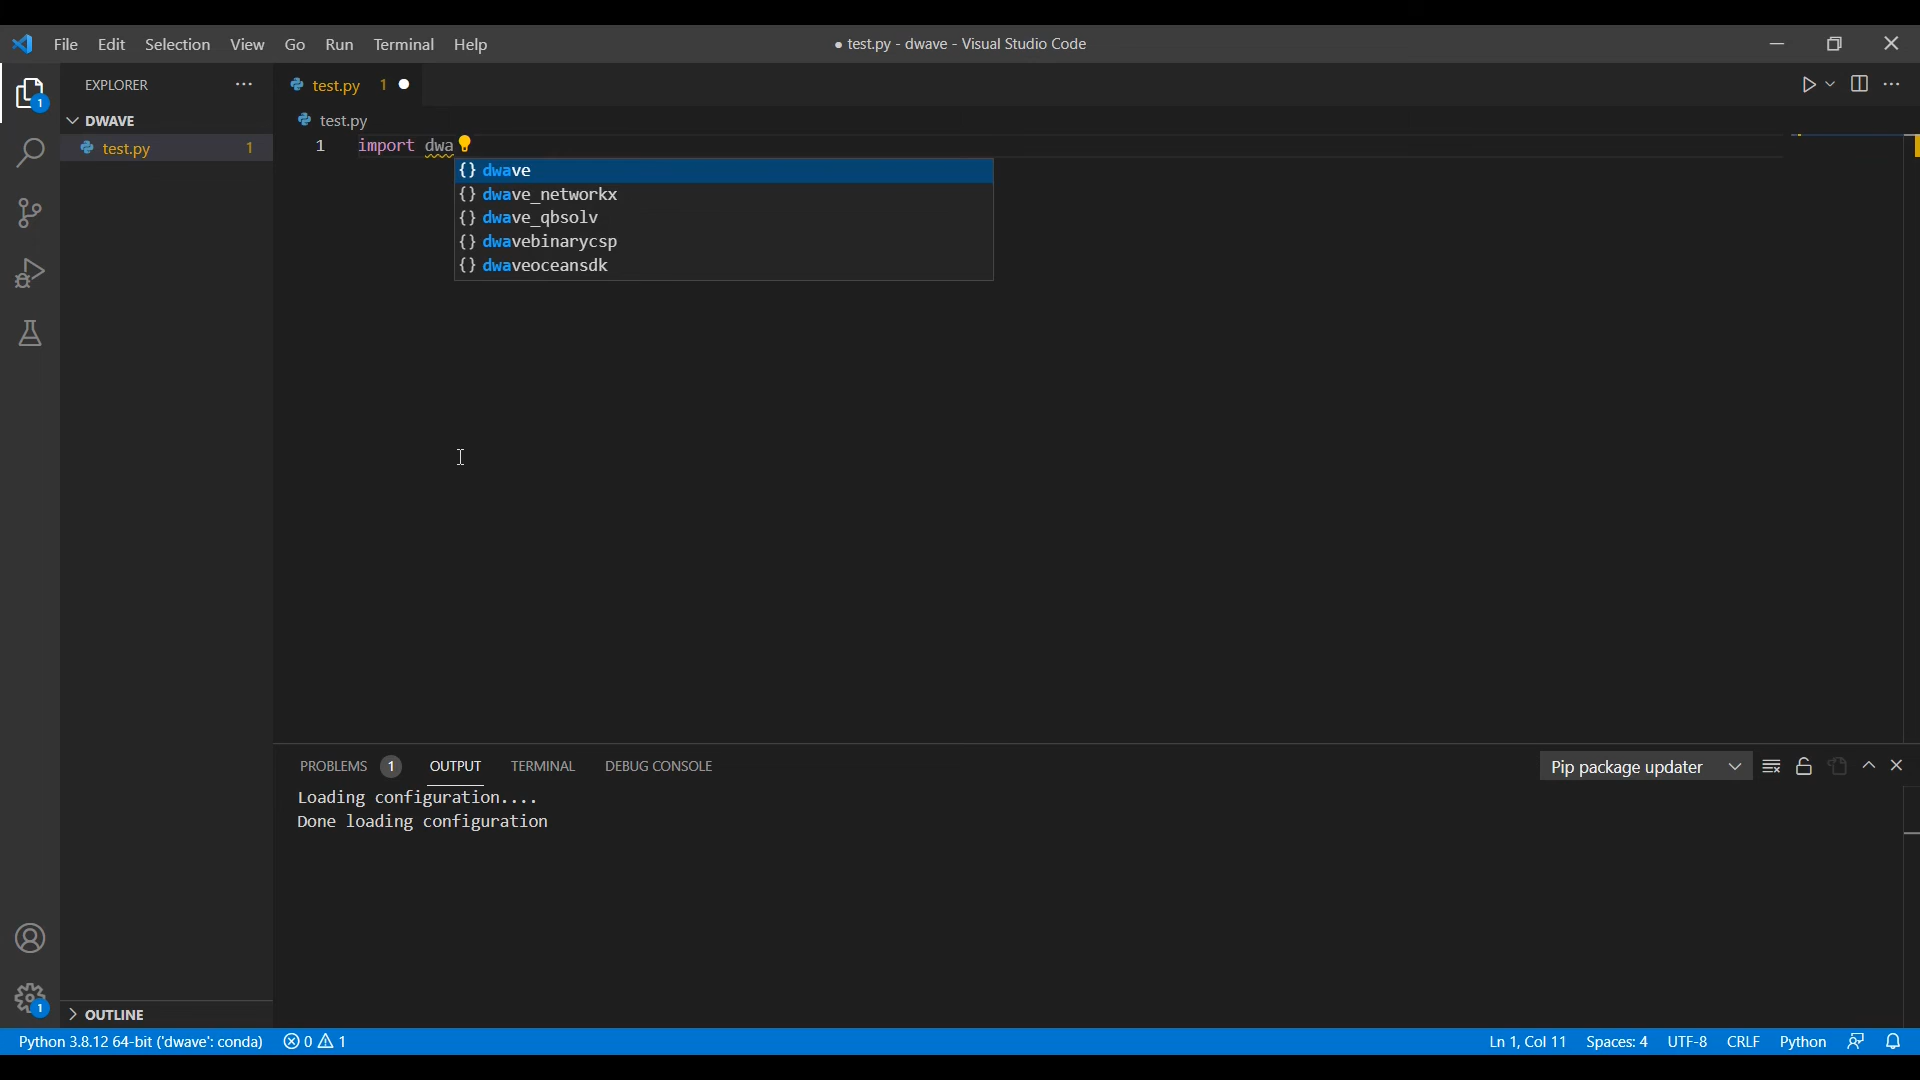 File Edit Selection View Go Run Terminal Help
● test.py - dwave - Visual Studio Code
EXPLORER
test.py 1
1
DWAVE
test.py
test.py 1
1 import dwa
{} dwave
{} dwave_networkx
{} dwave_qbsolv
{} dwavebinarycsp
{} dwaveoceansdk
PROBLEMS 1 OUTPUT TERMINAL DEBUG CONSOLE
Pip package updater
Loading configuration....
Done loading configuration
1
OUTLINE
Python 3.8.12 64-bit ('dwave': conda) 0 1
Ln 1, Col 11 Spaces: 4 UTF-8 CRLF Python